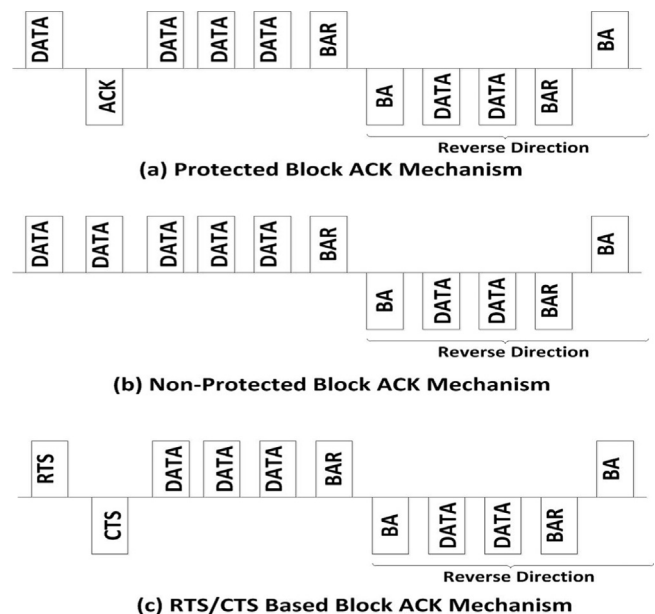 DATA ACK DATA DATA DATA BAR BA DATA DATA BAR BA
Reverse Direction
(a) Protected Block ACK Mechanism
DATA DATA DATA DATA DATA BAR BA DATA DATA BAR BA
Reverse Direction
(b) Non-Protected Block ACK Mechanism
RTS CTS DATA DATA DATA BAR BA DATA DATA BAR BA
Reverse Direction
(c) RTS/CTS Based Block ACK Mechanism